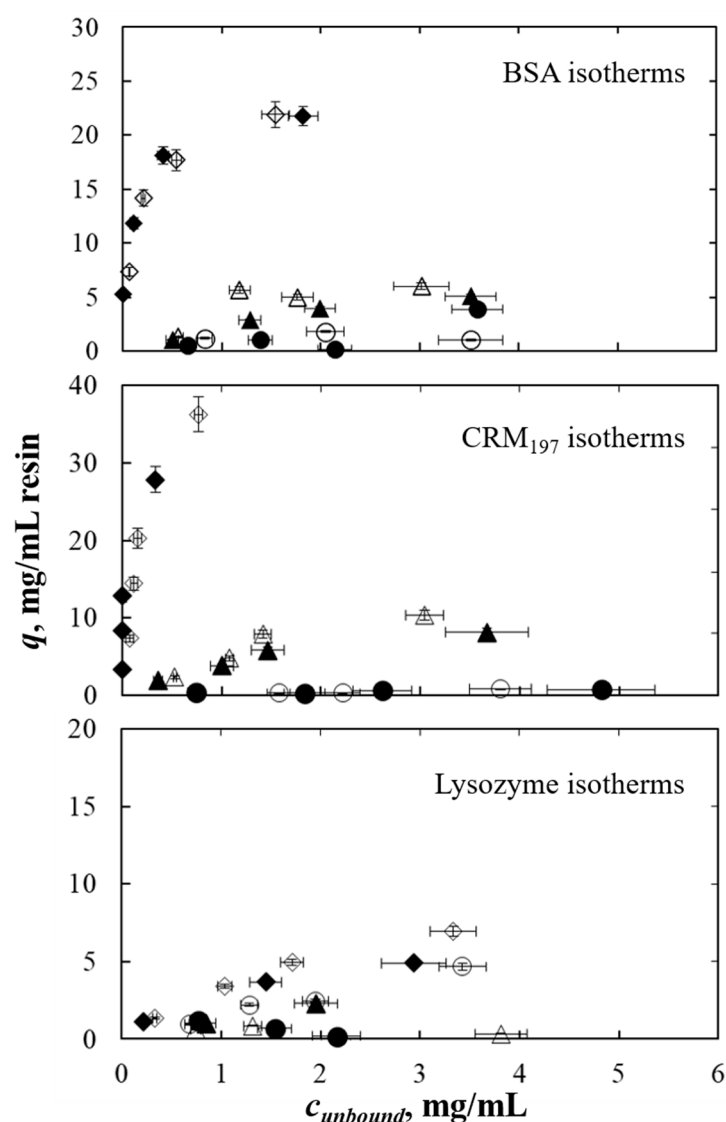 30
25
20
15
10
5
0
BSA isotherms
40
30
20
10
0
CRM197 isotherms
q, mg/mL resin
20
15
10
5
0
Lysozyme isotherms
0 1 2 3 4 5 6
cunbound, mg/mL